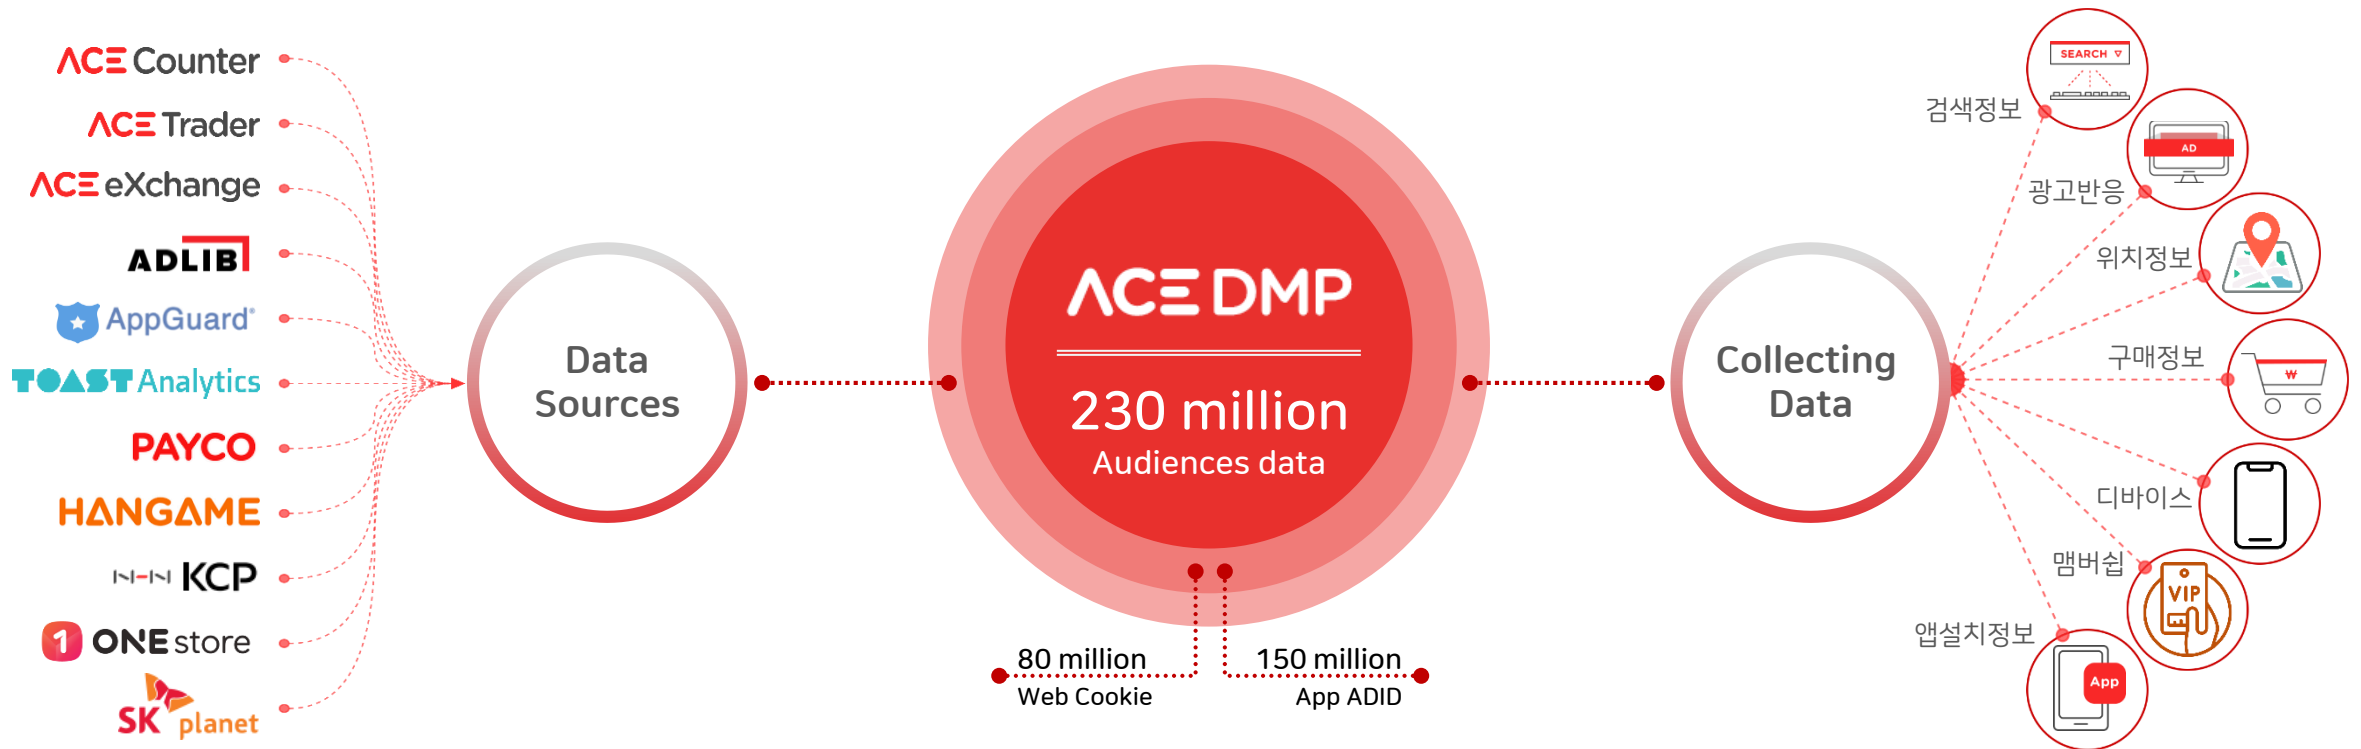 ACE Counter
ACE Trader
ACE eXchange
ADLIB
AppGuard®
TOAST Analytics
PAYCO
HANGAME
NHN KCP
1 ONE store
SK planet
Data
Sources
ACE DMP
230 million
Audiences data
80 million
Web Cookie
150 million
App ADID
Collecting
Data
검색정보
SEARCH
광고반응
AD
위치정보
구매정보
₩
디바이스
맴버쉽
VIP
앱설치정보
App